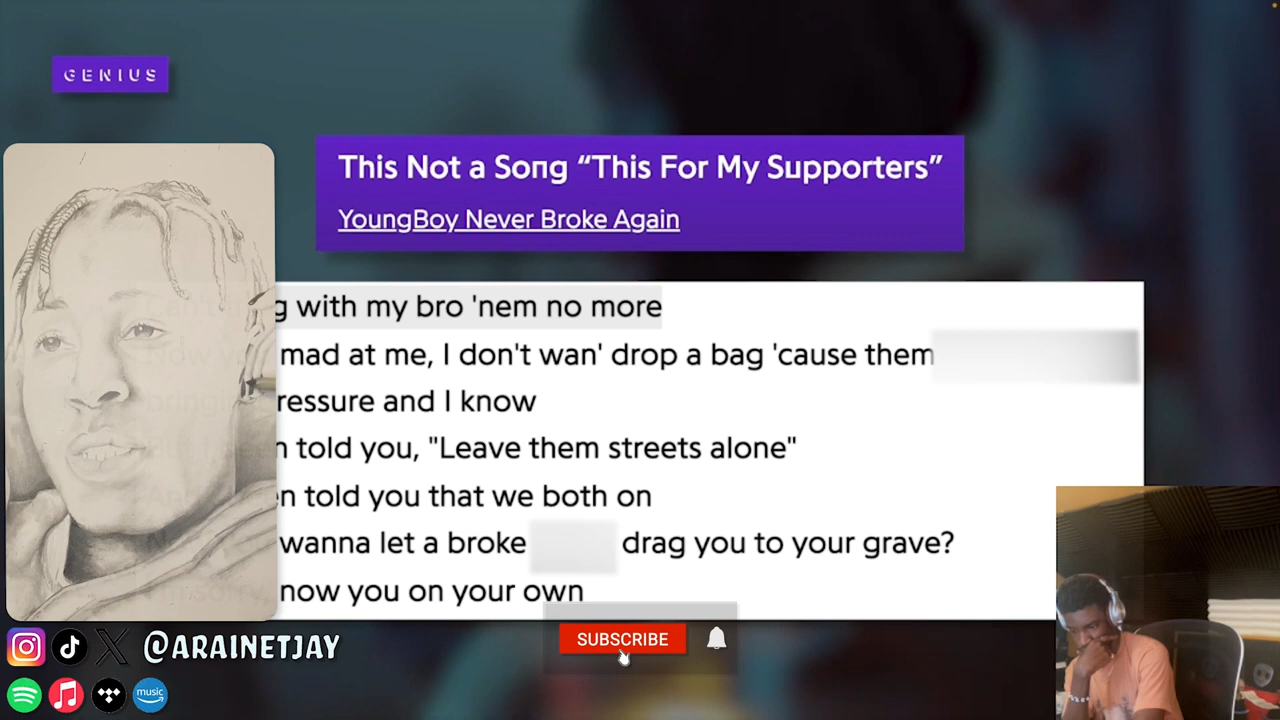 GENIUS
This Not a Song “This For My Supporters”
YoungBoy Never Broke Again
with my bro 'nem no more
mad at me, I don't wan' drop a bag 'cause them
ressure and I know
told you, "Leave them streets alone"
en told you that we both on
wanna let a broke drag you to your grave?
now you on your own
@ARAINETJAY
SUBSCRIBE
music